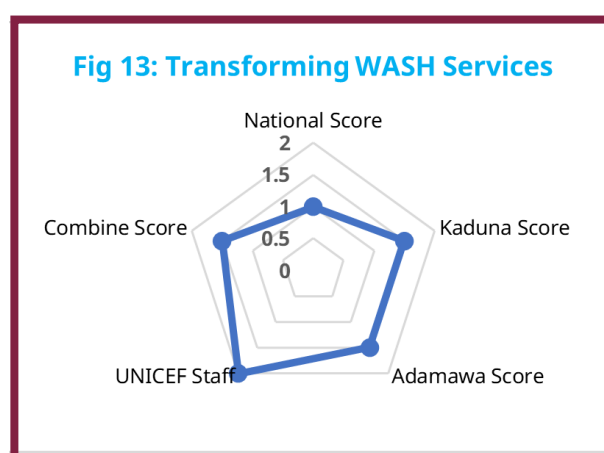 Fig 13: Transforming WASH Services
National Score
2
1.5
1
0.5
0
Combine Score
Kaduna Score
UNICEF Staff
Adamawa Score